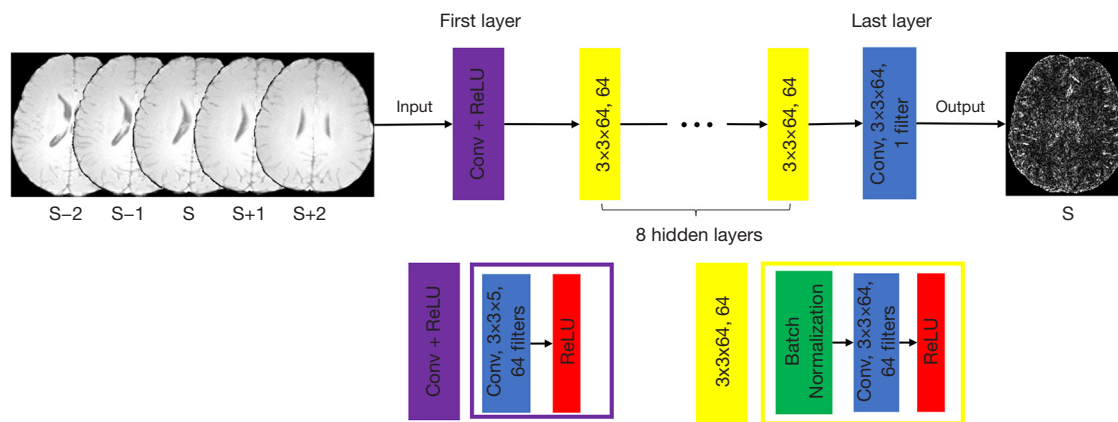 First layer
Last layer
Input
Conv + ReLU
3×3×64, 64
3×3×64, 64
Conv, 3×3×64,
1 filter
Output
S−2
S−1
S
S+1
S+2
S
8 hidden layers
Conv + ReLU
Conv, 3×3×5,
64 filters
ReLU
3x3x64, 64
Batch
Normalization
Conv, 3×3×64,
64 filters
ReLU